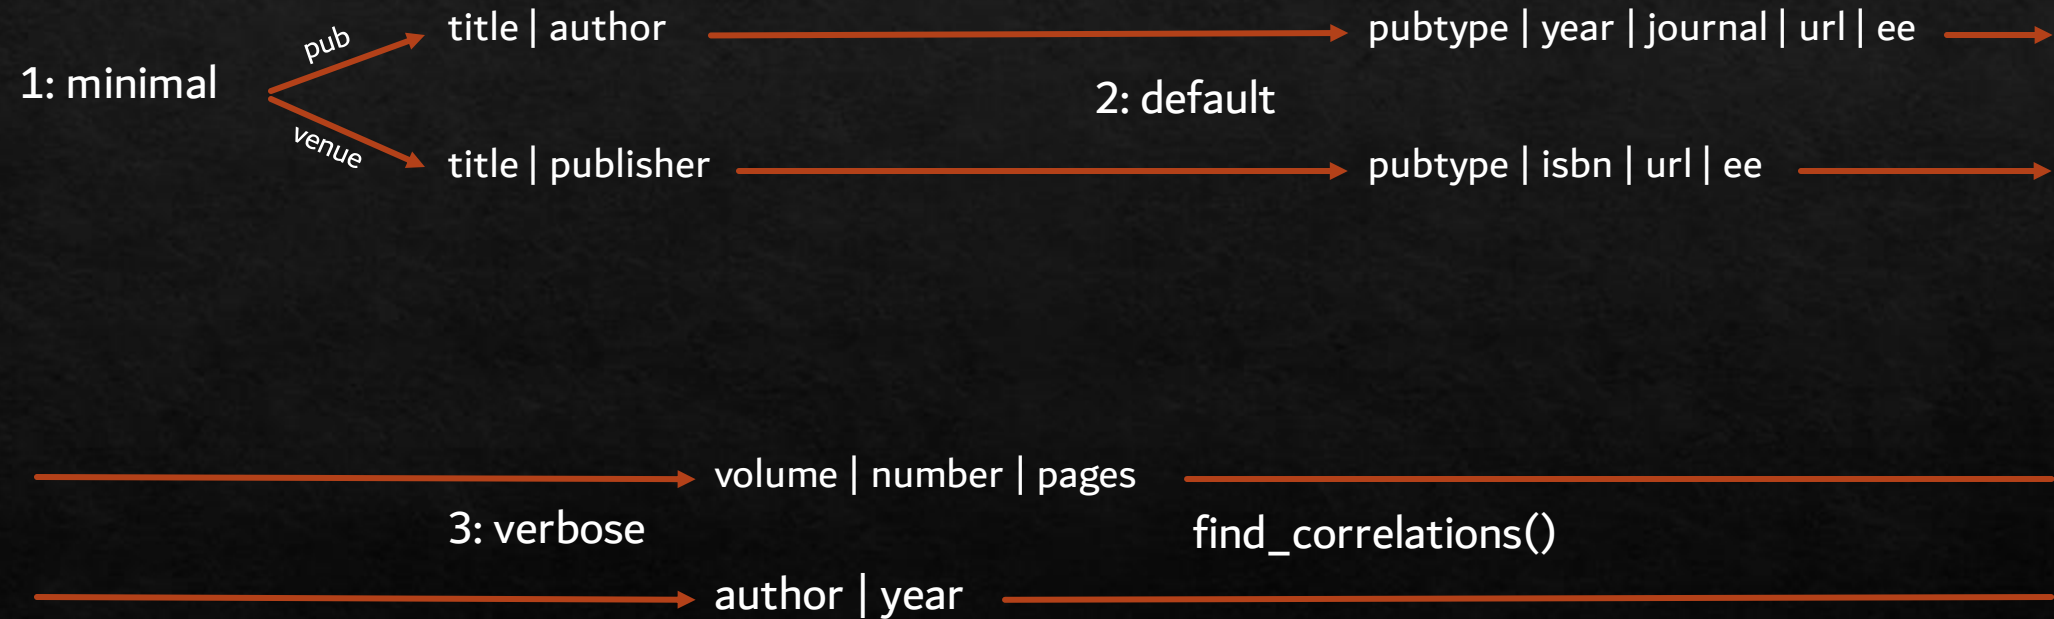 pub
title | author
pubtype | year | journal | url | ee
1: minimal
2: default
venue
title | publisher
pubtype | isbn | url | ee
volume | number | pages
3: verbose
find_correlations()
author | year